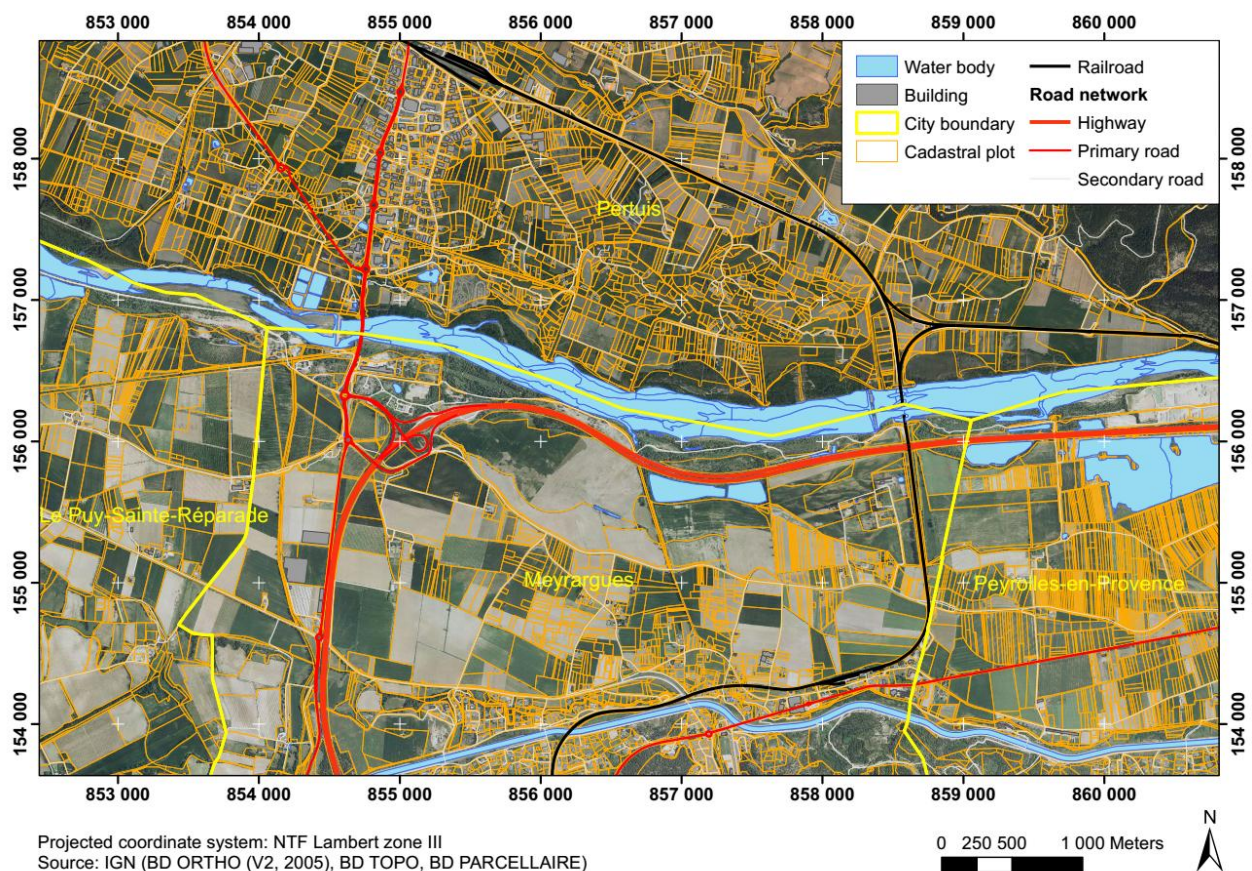 853 000 854 000 855 000 856 000 857 000 858 000 859 000 860 000
Water body
Building
City boundary
Cadastral plot
Railroad
Road network
Highway
Primary road
Secondary road
158 000
158 000
Pertuis
157 000
157 000
156 000
156 000
Le Puy-Sainte-Réparade
Meyrargues
Peyrolles-en-Provence
155 000
155 000
154 000
154 000
853 000 854 000 855 000 856 000 857 000 858 000 859 000 860 000
Projected coordinate system: NTF Lambert zone III
Source: IGN (BD ORTHO (V2, 2005), BD TOPO, BD PARCELLAIRE)
0 250 500 1 000 Meters
N